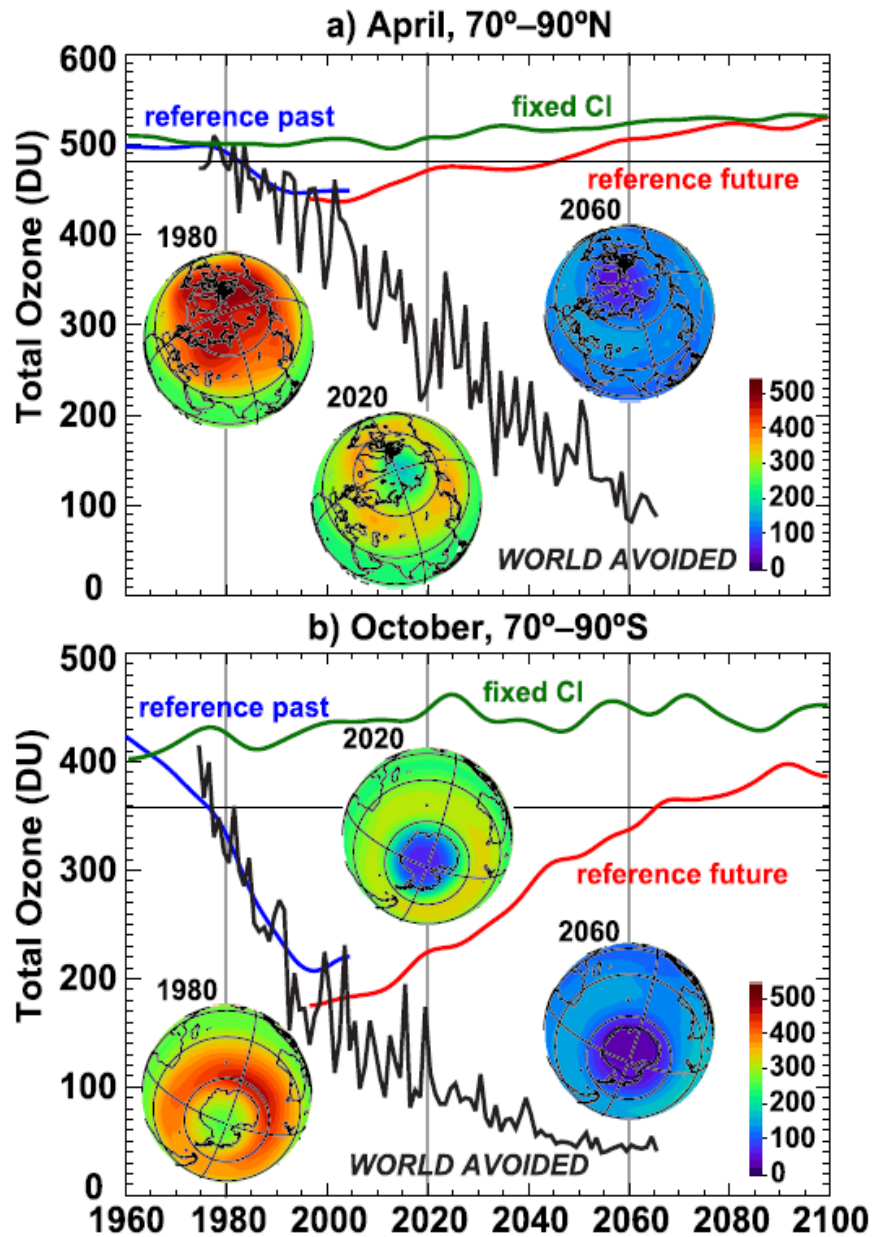 a) April, 70º–90ºN
Total Ozone (DU)
600
500
400
300
200
100
0
reference past
fixed Cl
reference future
1980
2020
2060
WORLD AVOIDED
500
400
300
200
100
0
b) October, 70º–90ºS
Total Ozone (DU)
500
400
300
200
100
0
reference past
fixed Cl
2020
reference future
1980
2060
WORLD AVOIDED
500
400
300
200
100
0
1960 1980 2000 2020 2040 2060 2080 2100